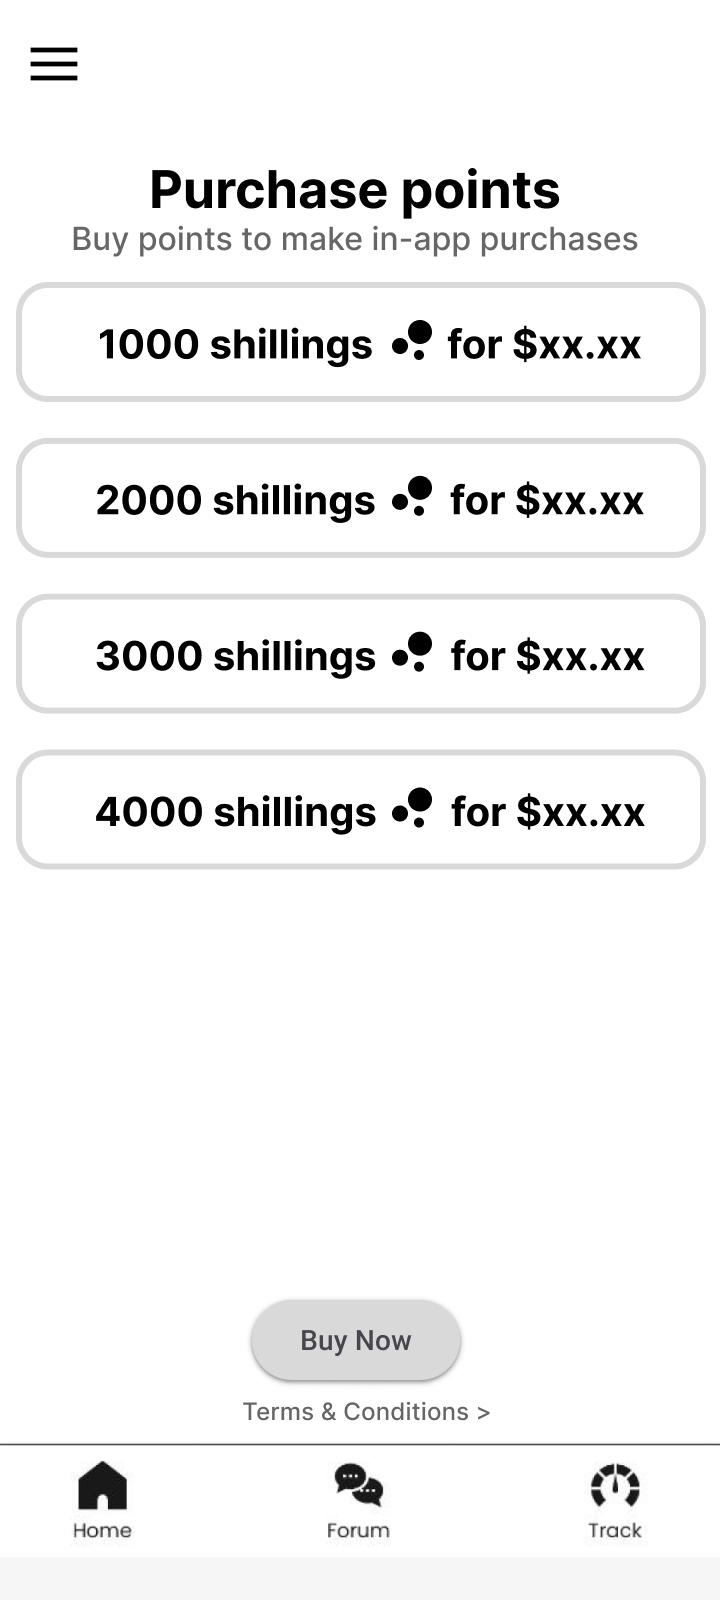 Purchase points
Buy points to make in-app purchases
1000 shillings for $xx.xx
2000 shillings for $xx.xx
3000 shillings for $xx.xx
4000 shillings for $xx.xx
Buy Now
Terms & Conditions >
Home Forum Track